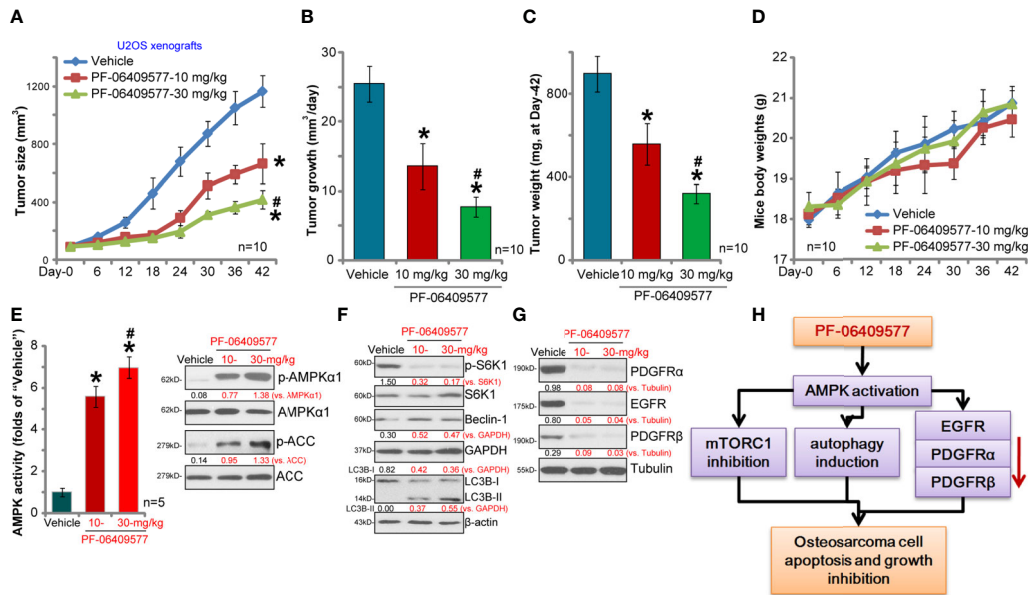 A
U2OS xenografts
Vehicle
PF-06409577-10 mg/kg
PF-06409577-30 mg/kg
Tumor size (mm³)
1200
800
400
0
*
#
*
n=10
Day-0 6 12 18 24 30 36 42
B
Tumor growth (mm³/day)
30
20
10
0
*
#
*
n=10
Vehicle 10 mg/kg 30 mg/kg
PF-06409577
C
Tumor weight (mg, at Day-42)
800
400
0
*
#
*
n=10
Vehicle 10 mg/kg 30 mg/kg
PF-06409577
D
Mice body weights (g)
22
21
20
19
18
17
Vehicle
PF-06409577-10 mg/kg
PF-06409577-30 mg/kg
n=10
Day-0 6 12 18 24 30 36 42
E
AMPK activity (folds of "Vehicle")
8
6
4
2
0
*
#
*
n=5
Vehicle 10- 30-mg/kg
PF-06409577
PF-06409577
Vehicle 10- 30-mg/kg
62kD- p-AMPKα1
0.08 0.77 1.38 (vs. AMPKα1)
62kD- AMPKα1
279kD- p-ACC
0.14 0.95 1.33 (vs. ACC)
279kD- ACC
F
PF-06409577
Vehicle 10- 30-mg/kg
60kD- p-S6K1
1.50 0.32 0.17 (vs. S6K1)
60kD- S6K1
60kD- Beclin-1
0.30 0.52 0.47 (vs. GAPDH)
37kD- GAPDH
LC3B-I 0.82 0.42 0.36 (vs. GAPDH)
16kD- LC3B-I
14kD- LC3B-II
LC3B-II 0.00 0.37 0.55 (vs. GAPDH)
43kD- β-actin
G
PF-06409577
Vehicle 10- 30-mg/kg
190kD- PDGFRα
0.98 0.08 0.08 (vs. Tubulin)
175kD- EGFR
0.80 0.05 0.04 (vs. Tubulin)
190kD- PDGFRβ
0.29 0.09 0.03 (vs. Tubulin)
55kD- Tubulin
H
PF-06409577
AMPK activation
mTORC1
inhibition
autophagy
induction
EGFR
PDGFRα
PDGFRβ
Osteosarcoma cell
apoptosis and growth
inhibition